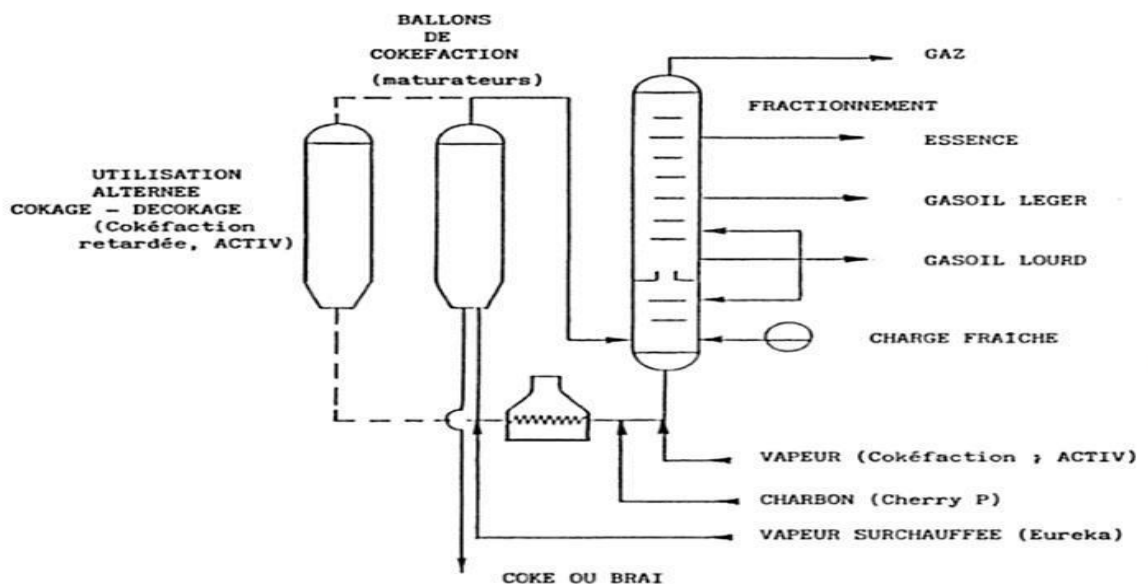 BALLONS
DE
COKEFACTION
(maturateurs)
GAZ
FRACTIONNEMENT
ESSENCE
UTILISATION
ALTERNEE
COKAGE - DECOKAGE
(Cokéfaction
retardée, ACTIV)
GASOIL LEGER
GASOIL LOURD
CHARGE FRAÎCHE
VAPEUR (Cokéfaction ; ACTIV)
CHARBON (Cherry P)
VAPEUR SURCHAUFFEE (Eureka)
COKE OU BRAI